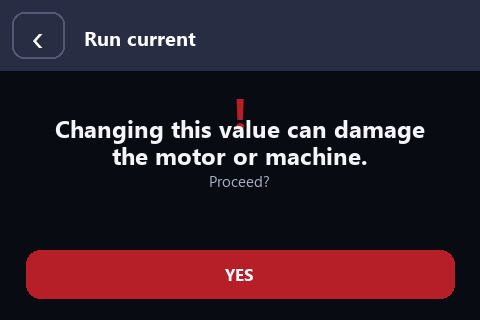 ‹ Run current
!
Changing this value can damage
the motor or machine.
Proceed?
YES